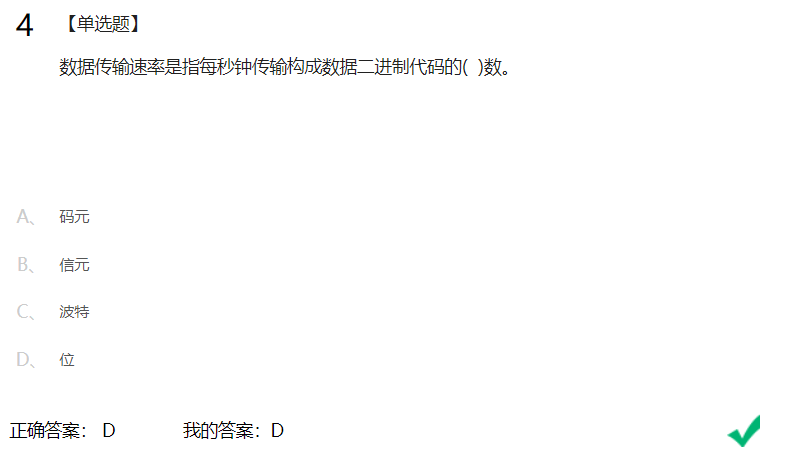 4 【单选题】
数据传输速率是指每秒钟传输构成数据二进制代码的( )数。
A、 码元
B、 信元
C、 波特
D、 位
正确答案： D 我的答案：D